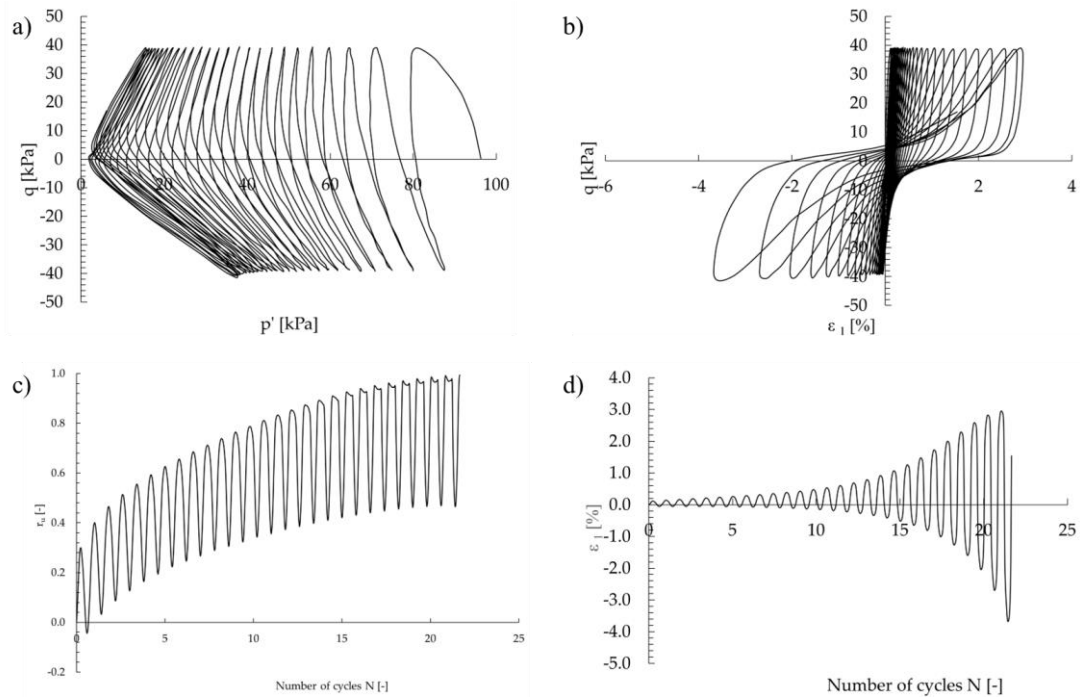 a)
50
40
30
20
10
0
-10
-20
-30
-40
-50
q [kPa]
0 20 40 60 80 100
p' [kPa]
b)
50
40
30
20
10
0
-10
-20
-30
-40
-50
q [kPa]
-6 -4 -2 0 2 4
ε 1 [%]
c)
1.0
0.8
0.6
0.4
0.2
0.0
-0.2
ru [-]
0 5 10 15 20 25
Number of cycles N [-]
d)
4.0
3.0
2.0
1.0
0.0
-1.0
-2.0
-3.0
-4.0
-5.0
ε 1 [%]
0 5 10 15 20 25
Number of cycles N [-]